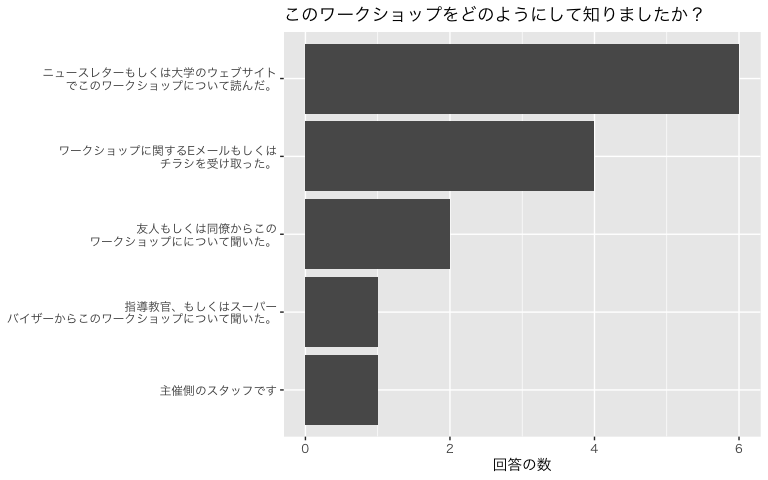 このワークショップをどのようにして知りましたか？
ニュースレターもしくは大学のウェブサイト
でこのワークショップについて読んだ。
ワークショップに関するEメールもしくは
チラシを受け取った。
友人もしくは同僚からこの
ワークショップにについて聞いた。
指導教官、もしくはスーパー
バイザーからこのワークショップについて聞いた。
主催側のスタッフです
0 2 4 6
回答の数